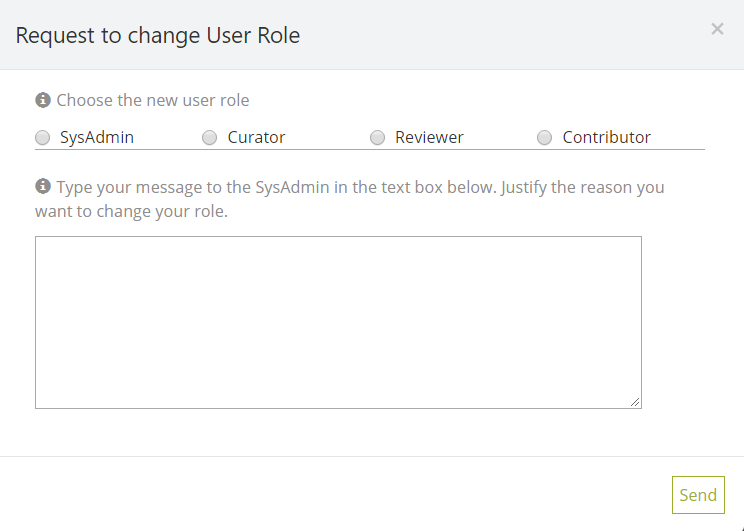 Request to change User Role
×
Choose the new user role
SysAdmin Curator Reviewer Contributor
Type your message to the SysAdmin in the text box below. Justify the reason you
want to change your role.
Send